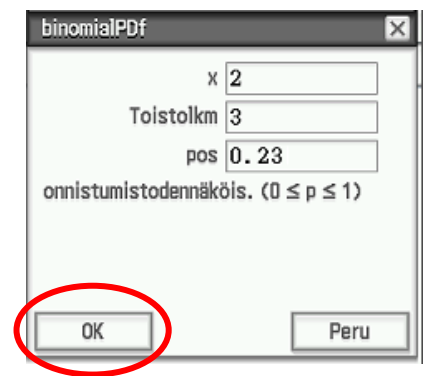 binomialPDf
x 2
Toistolkm 3
pos 0.23
onnistumistodennäköis. (0 ≤ p ≤ 1)
OK Peru